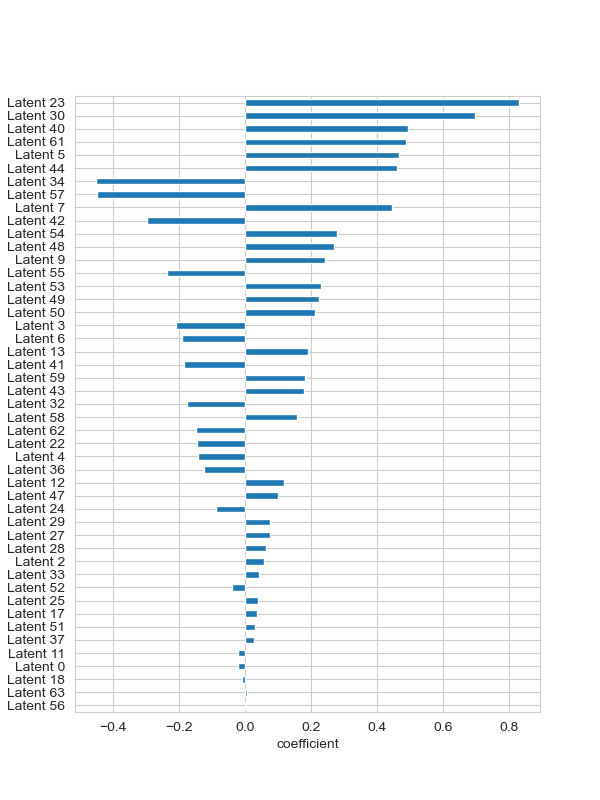 Latent 23
Latent 30
Latent 40
Latent 61
Latent 5
Latent 44
Latent 34
Latent 57
Latent 7
Latent 42
Latent 54
Latent 48
Latent 9
Latent 55
Latent 53
Latent 49
Latent 50
Latent 3
Latent 6
Latent 13
Latent 41
Latent 59
Latent 43
Latent 32
Latent 58
Latent 62
Latent 22
Latent 4
Latent 36
Latent 12
Latent 47
Latent 24
Latent 29
Latent 27
Latent 28
Latent 2
Latent 33
Latent 52
Latent 25
Latent 17
Latent 51
Latent 37
Latent 11
Latent 0
Latent 18
Latent 63
Latent 56
−0.4 −0.2 0.0 0.2 0.4 0.6 0.8
coefficient